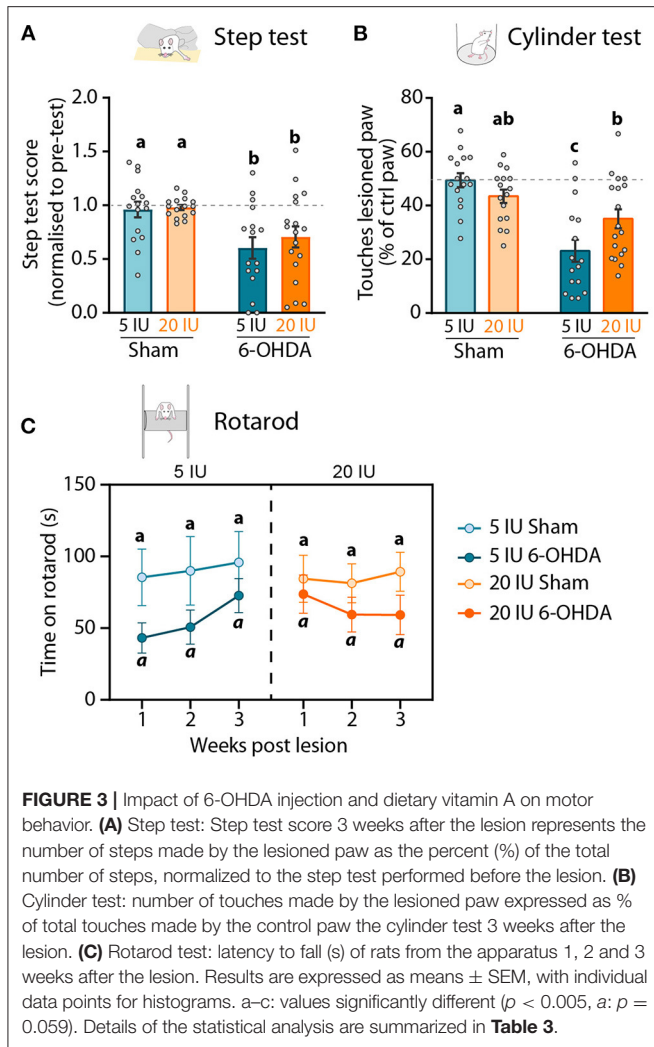 A
Step test
B
Cylinder test
Step test score
(normalised to pre-test)
2.0
1.5
1.0
0.5
0.0
a
a
b
b
5 IU 20 IU
5 IU 20 IU
Sham
6-OHDA
Touches lesioned paw
(% of ctrl paw)
80
60
40
20
0
a
ab
c
b
5 IU 20 IU
5 IU 20 IU
Sham
6-OHDA
C
Rotarod
5 IU
20 IU
Time on rotarod (s)
150
100
50
0
a
a
a
a
a
a
a
a
a
a
a
a
1
2
3
1
2
3
Weeks post lesion
5 IU Sham
5 IU 6-OHDA
20 IU Sham
20 IU 6-OHDA
FIGURE 3 | Impact of 6-OHDA injection and dietary vitamin A on motor
behavior. (A) Step test: Step test score 3 weeks after the lesion represents the
number of steps made by the lesioned paw as the percent (%) of the total
number of steps, normalized to the step test performed before the lesion. (B)
Cylinder test: number of touches made by the lesioned paw expressed as %
of total touches made by the control paw the cylinder test 3 weeks after the
lesion. (C) Rotarod test: latency to fall (s) of rats from the apparatus 1, 2 and 3
weeks after the lesion. Results are expressed as means ± SEM, with individual
data points for histograms. a–c: values significantly different (p < 0.005, a: p =
0.059). Details of the statistical analysis are summarized in Table 3.